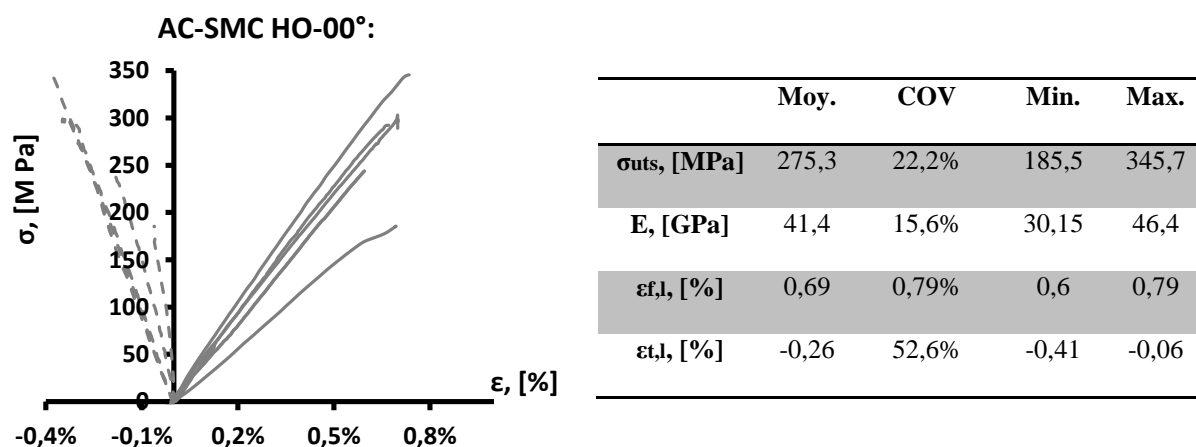 AC-SMC HO-00°:
σ, [M Pa]
350
300
250
200
150
100
50
0
ε, [%]
-0,4% -0,1% 0,2% 0,5% 0,8%
Moy. COV Min. Max.
σuts, [MPa] 275,3 22,2% 185,5 345,7
E, [GPa] 41,4 15,6% 30,15 46,4
εf,l, [%] 0,69 0,79% 0,6 0,79
εt,l, [%] -0,26 52,6% -0,41 -0,06